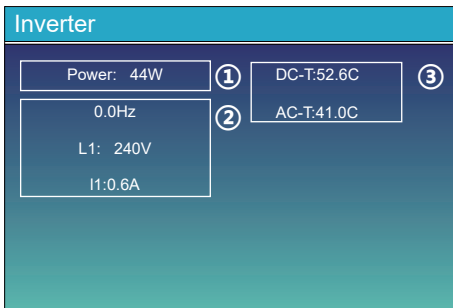 Inverter
Power: 44W
①
0.0Hz
L1: 240V
I1:0.6A
②
DC-T:52.6C
AC-T:41.0C
③